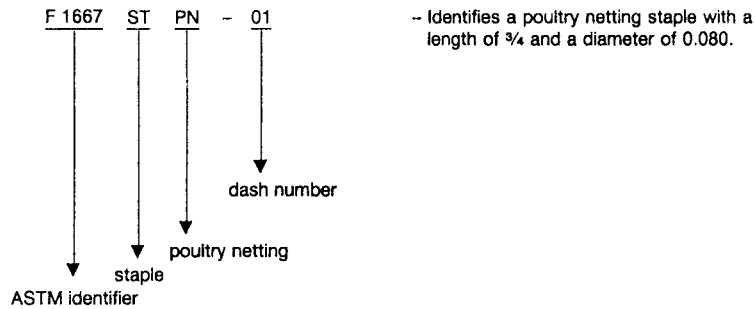 F 1667 ST PN - 01
– Identifies a poultry netting staple with a
length of ¾ and a diameter of 0.080.
dash number
poultry netting
staple
ASTM identifier